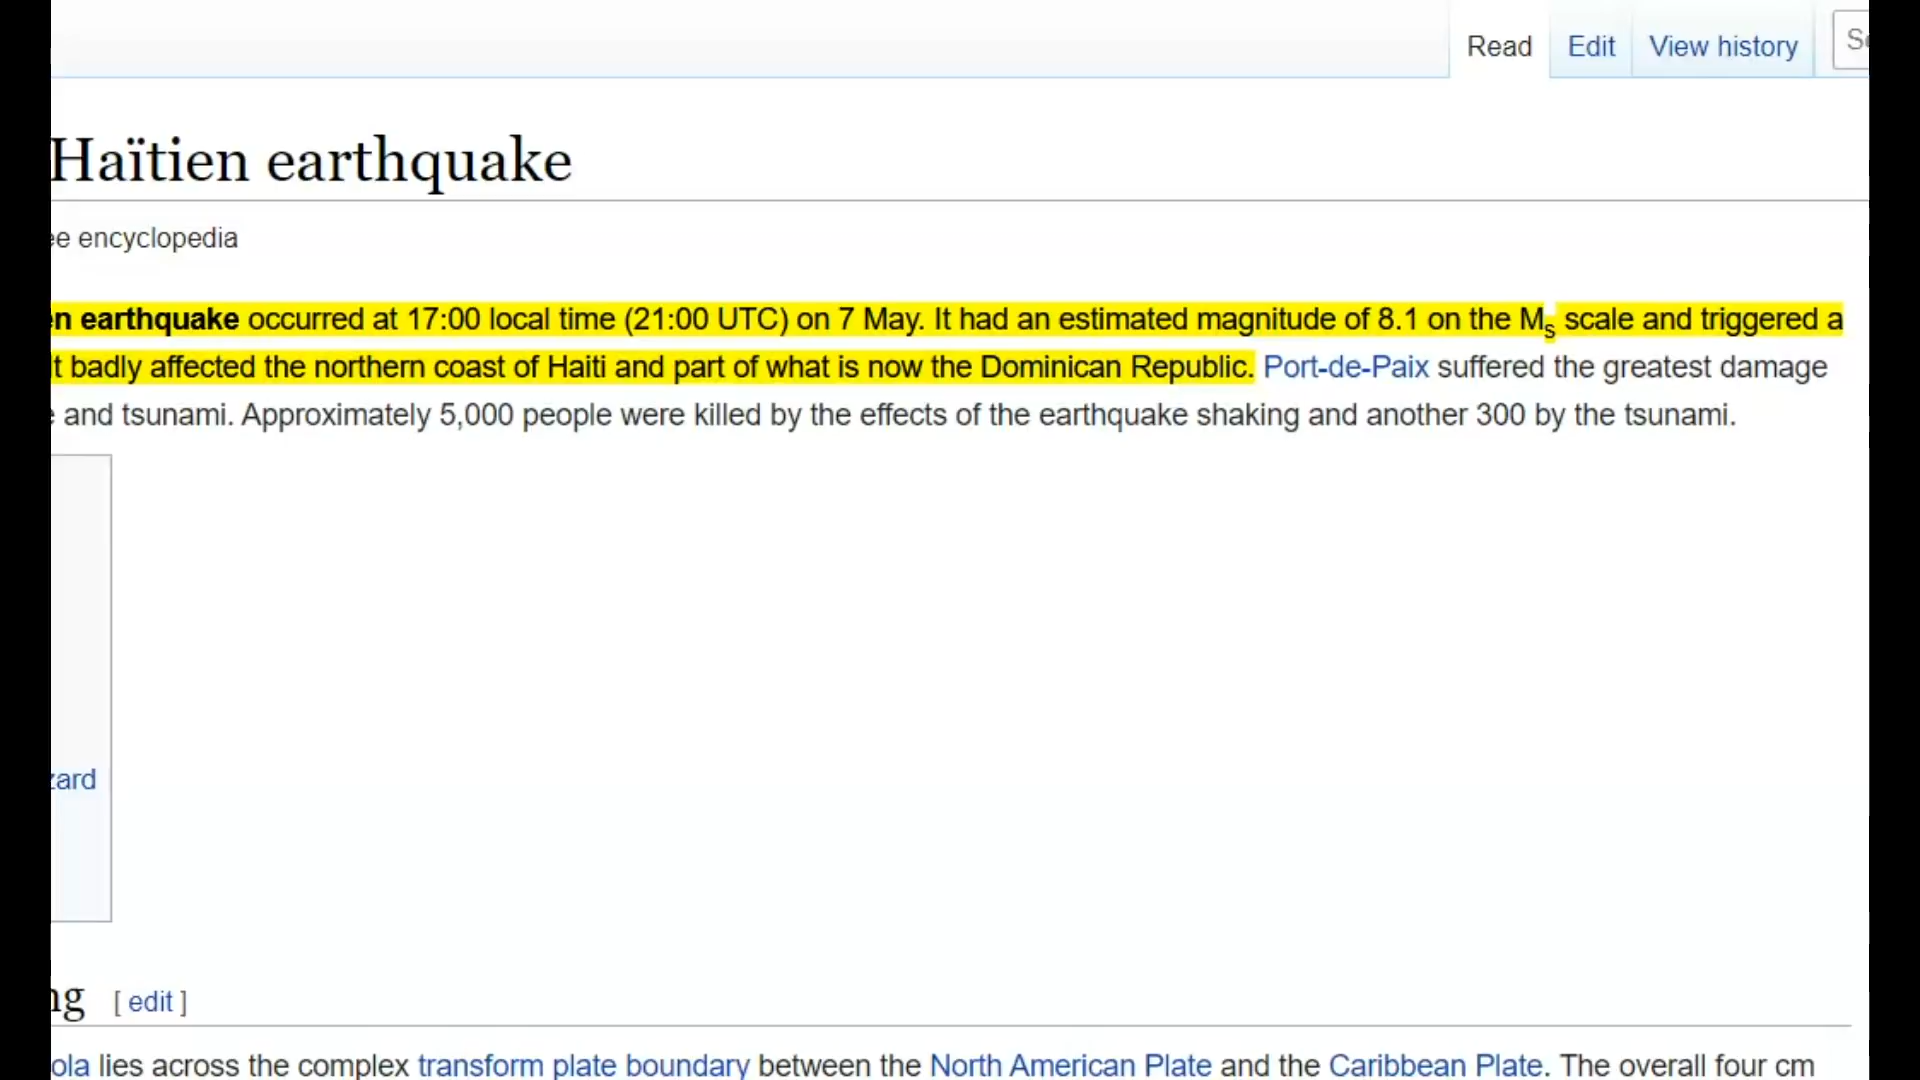 Read Edit View history
Haïtien earthquake
encyclopedia
earthquake occurred at 17:00 local time (21:00 UTC) on 7 May. It had an estimated magnitude of 8.1 on the Ms scale and triggered a
badly affected the northern coast of Haiti and part of what is now the Dominican Republic. Port-de-Paix suffered the greatest damage
and tsunami. Approximately 5,000 people were killed by the effects of the earthquake shaking and another 300 by the tsunami.
[ edit ]
lies across the complex transform plate boundary between the North American Plate and the Caribbean Plate. The overall four cm